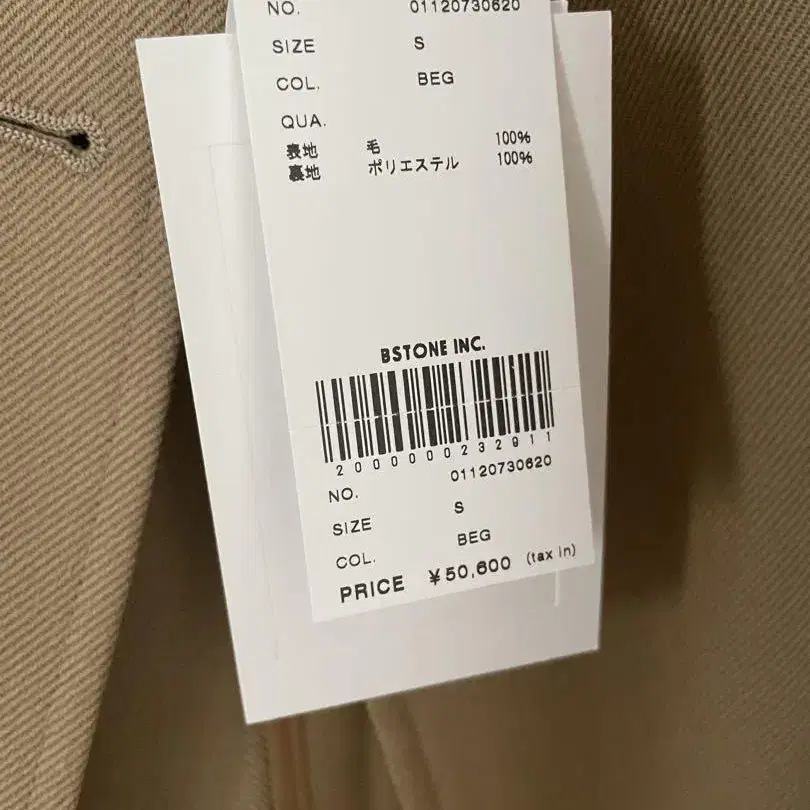 NO. 01120730620
SIZE S
COL. BEG
QUA.
表地 毛 100%
裏地 ポリエステル 100%
BSTONE INC.
2000000232911
NO. 01120730620
SIZE S
COL. BEG
PRICE ¥50,600 (tax in)